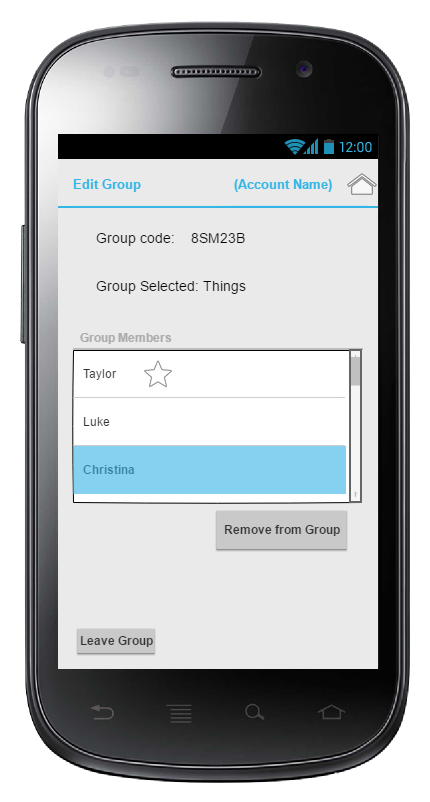 12:00
Edit Group (Account Name)
Group code: 8SM23B
Group Selected: Things
Group Members
Taylor
Luke
Christina
Remove from Group
Leave Group